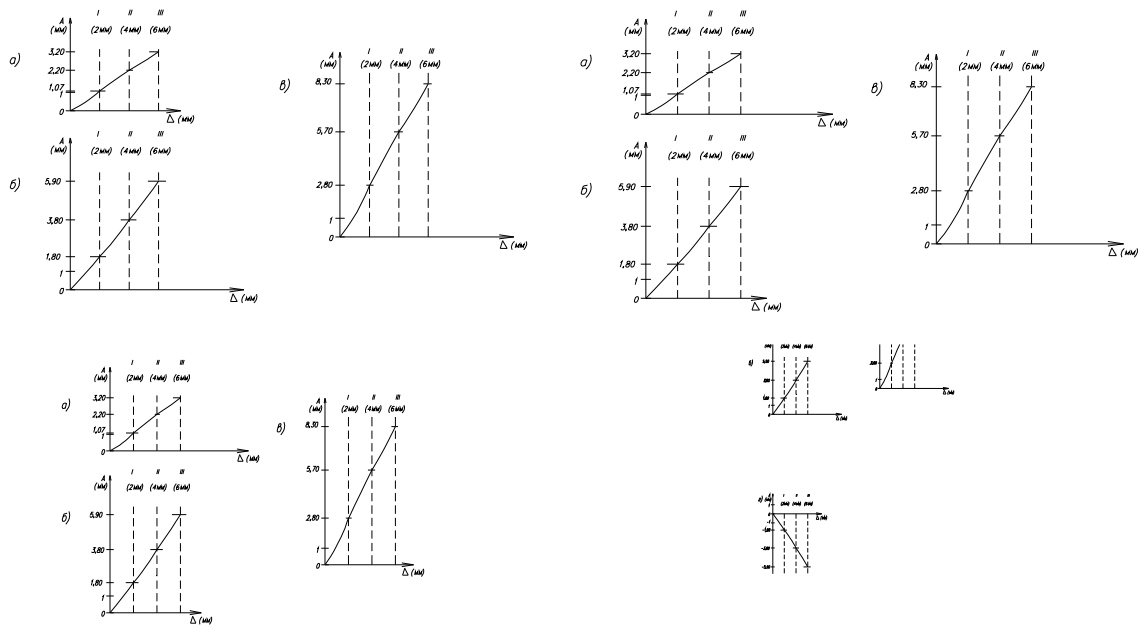 I II III
А
(мм) (2мм) (4мм) (6мм)
а)
3,20
2,20
1,07
1
0
Δ (мм)
I II III
А
(мм) (2мм) (4мм) (6мм)
б)
5,90
3,80
1,80
1
0
Δ (мм)
I II III
А
(мм) (2мм) (4мм) (6мм)
в)
8,30
5,70
2,80
1
0
Δ (мм)
I II III
А
(мм) (2мм) (4мм) (6мм)
а)
3,20
2,20
1,07
1
0
Δ (мм)
I II III
А
(мм) (2мм) (4мм) (6мм)
б)
5,90
3,80
1,80
1
0
Δ (мм)
I II III
А
(мм) (2мм) (4мм) (6мм)
в)
8,30
5,70
2,80
1
0
Δ (мм)
I II III
А
(мм) (2мм) (4мм) (6мм)
а)
3,20
2,20
1,07
1
0
Δ (мм)
I II III
А
(мм) (2мм) (4мм) (6мм)
б)
5,90
3,80
1,80
1
0
Δ (мм)
I II III
А
(мм) (2мм) (4мм) (6мм)
в)
8,30
5,70
2,80
1
0
Δ (мм)